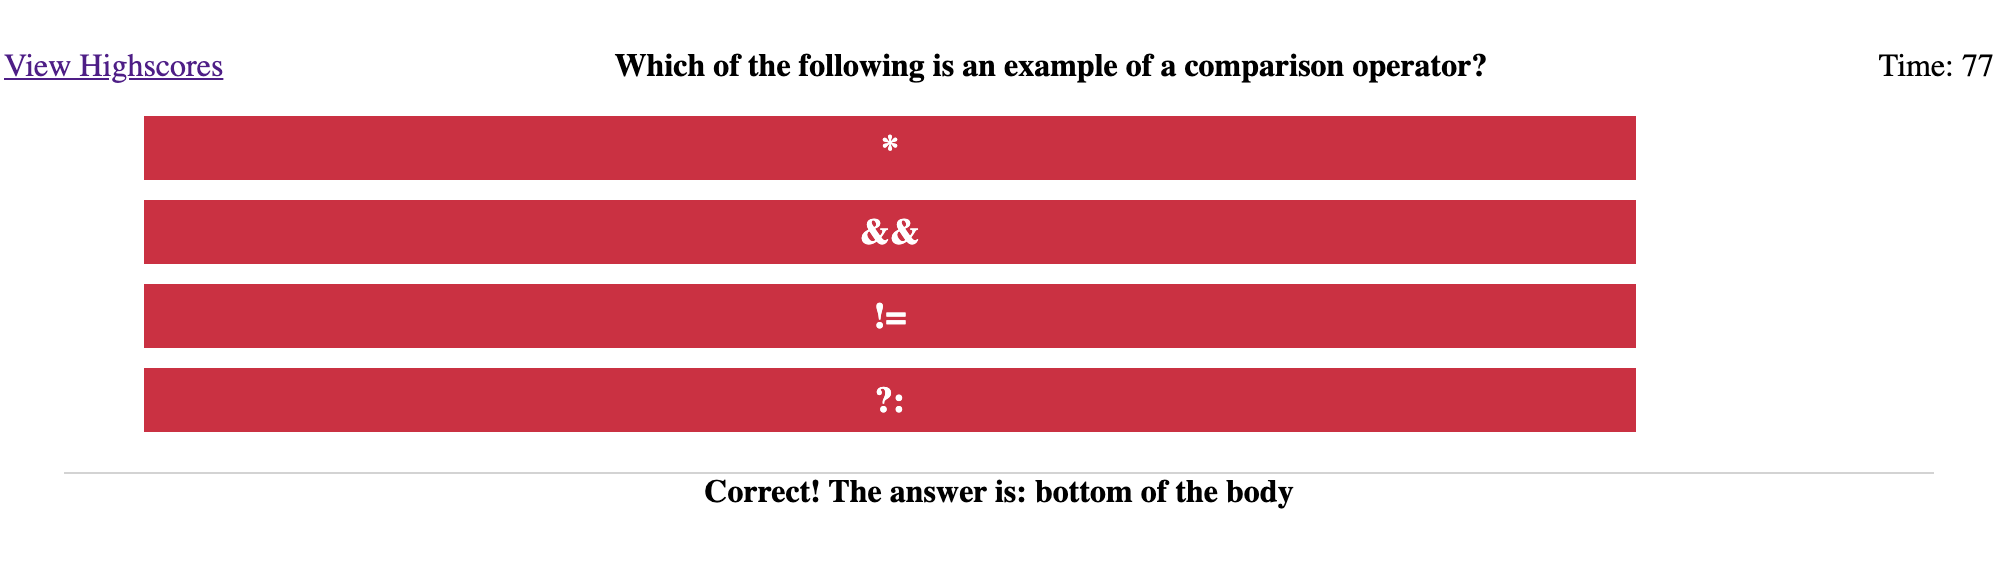 View Highscores
Which of the following is an example of a comparison operator?
Time: 77
*
&&
!=
?:
Correct! The answer is: bottom of the body